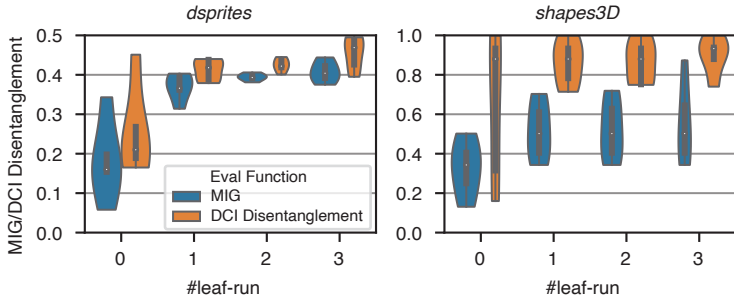 dsprites
MIG/DCI Disentanglement
0.5
0.4
0.3
0.2
0.1
0.0
Eval Function
MIG
DCI Disentanglement
0 1 2 3
#leaf-run
shapes3D
1.0
0.8
0.6
0.4
0.2
0.0
0 1 2 3
#leaf-run